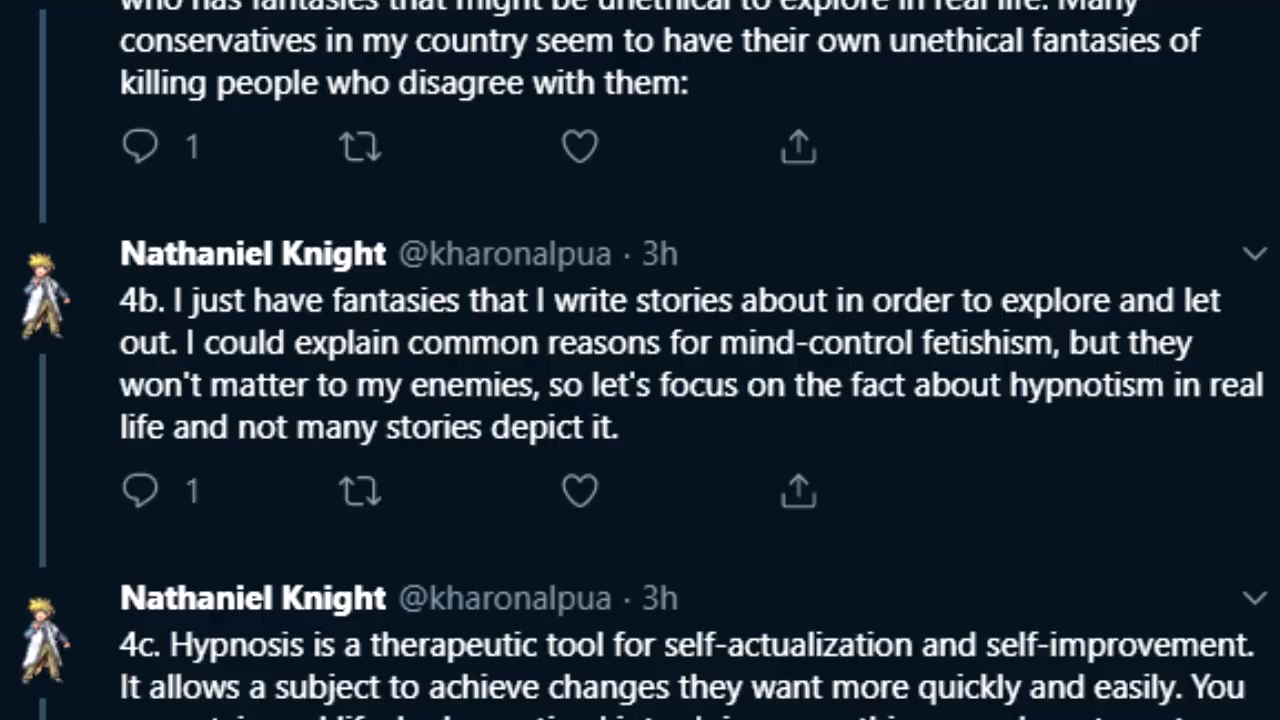 who has fantasies that might be unethical to explore in real life. Many
conservatives in my country seem to have their own unethical fantasies of
killing people who disagree with them:
1
Nathaniel Knight @kharonalpua · 3h
4b. I just have fantasies that I write stories about in order to explore and let
out. I could explain common reasons for mind-control fetishism, but they
won't matter to my enemies, so let's focus on the fact about hypnotism in real
life and not many stories depict it.
1
Nathaniel Knight @kharonalpua · 3h
4c. Hypnosis is a therapeutic tool for self-actualization and self-improvement.
It allows a subject to achieve changes they want more quickly and easily. You